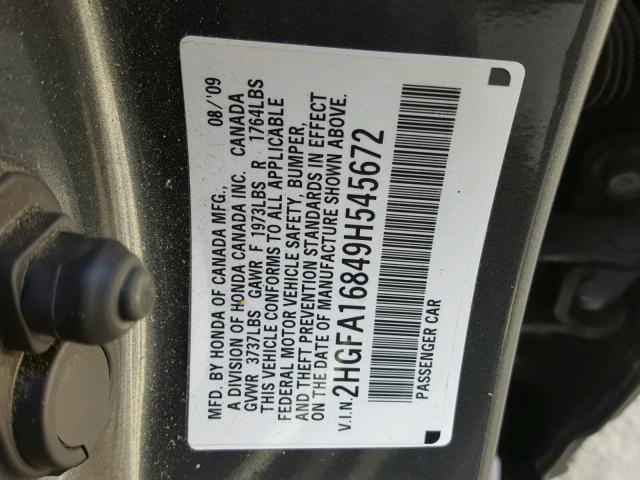 MFD. BY HONDA OF CANADA MFG., 08/'09
A DIVISION OF HONDA CANADA INC. CANADA
GVWR 3737LBS GAWR F 1973LBS R 1764LBS
THIS VEHICLE CONFORMS TO ALL APPLICABLE
FEDERAL MOTOR VEHICLE SAFETY, BUMPER,
AND THEFT PREVENTION STANDARDS IN EFFECT
ON THE DATE OF MANUFACTURE SHOWN ABOVE.
V.I.N. 2HGFA16849H545672
PASSENGER CAR